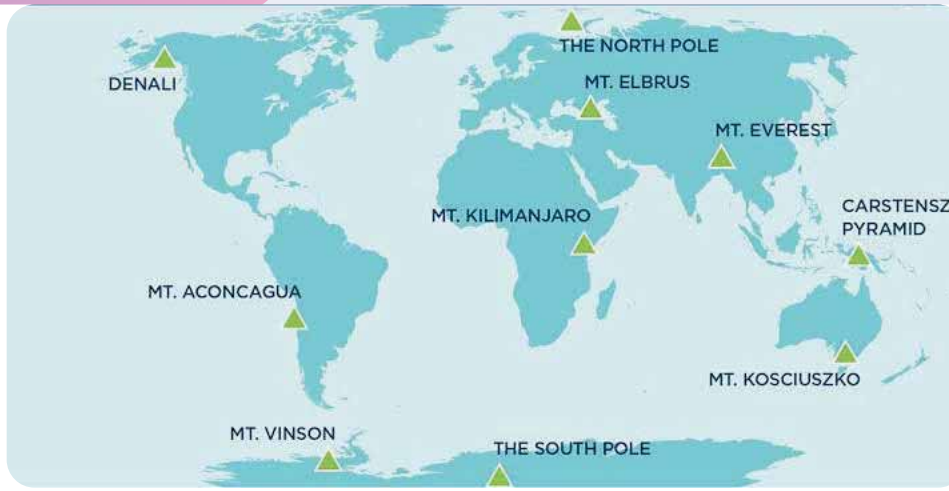 THE NORTH POLE
DENALI
MT. ELBRUS
MT. EVEREST
MT. KILIMANJARO
CARSTENSZ
PYRAMID
MT. ACONCAGUA
MT. KOSCIUSZKO
MT. VINSON
THE SOUTH POLE